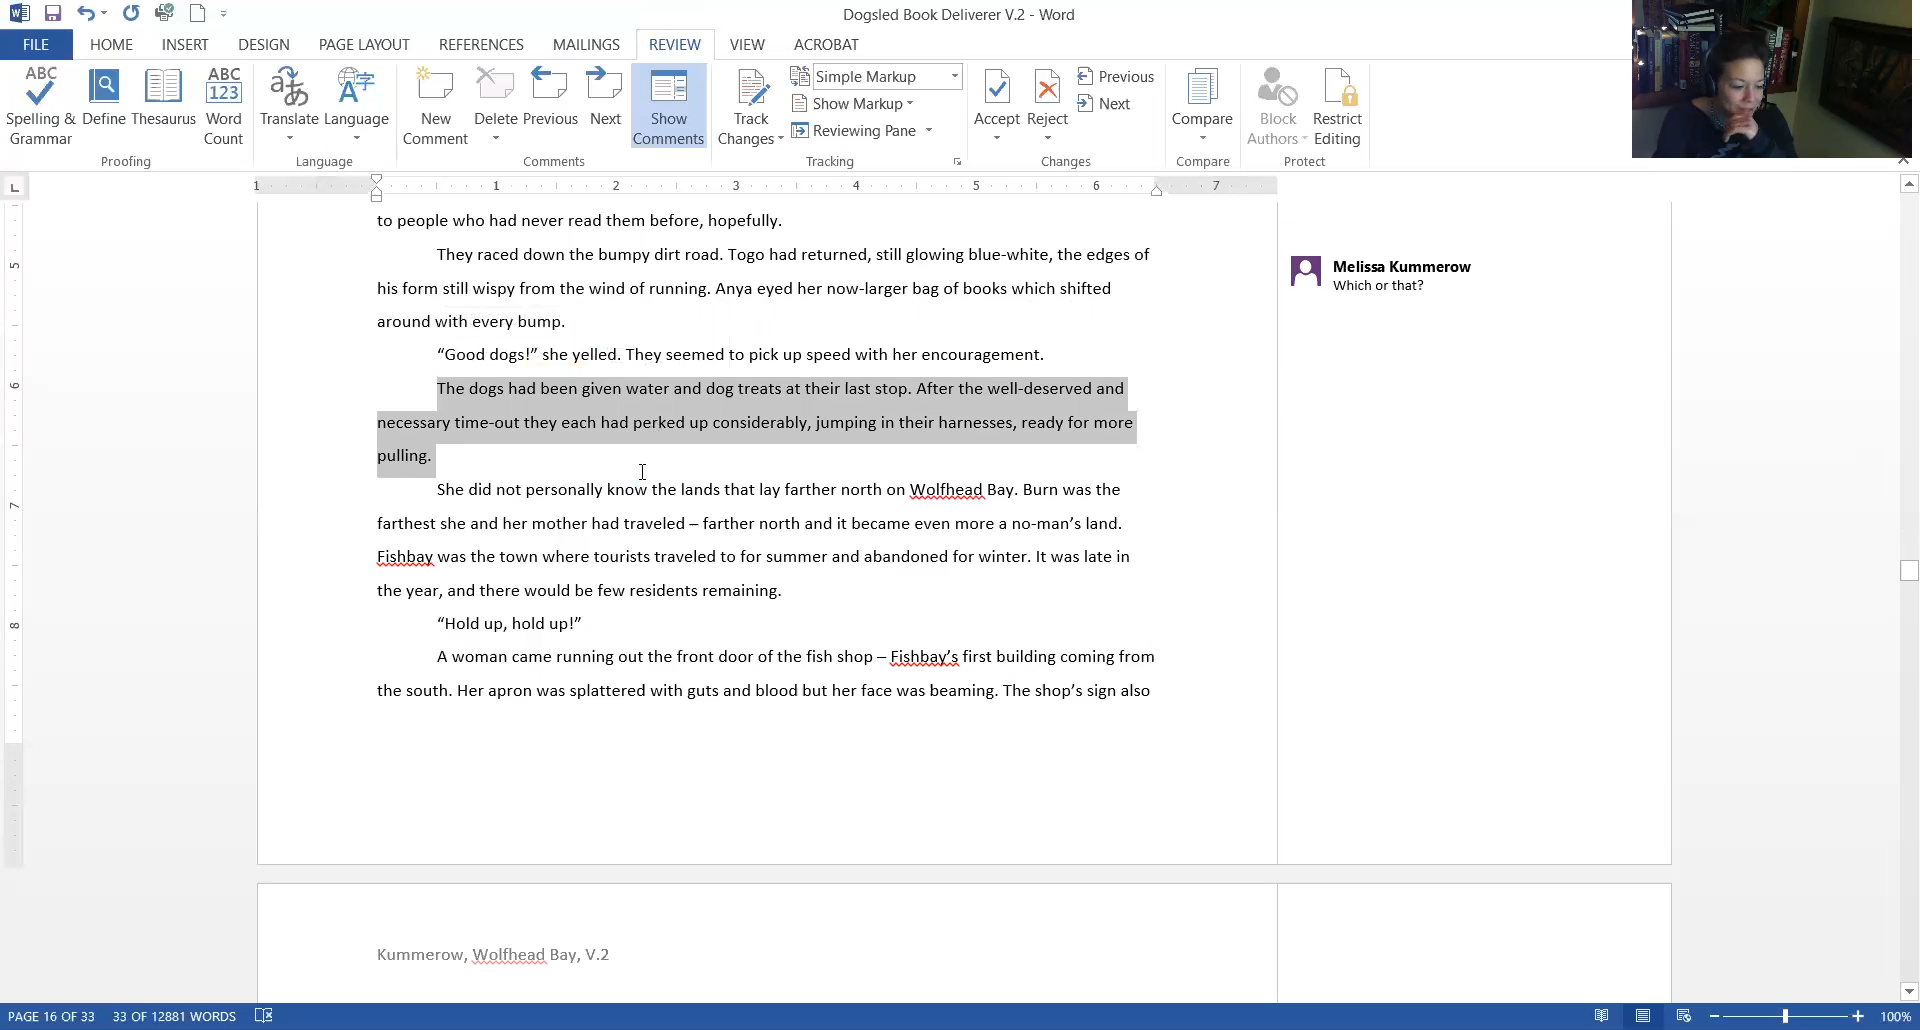 Dogsled Book Deliverer V.2 - Word
FILE HOME INSERT DESIGN PAGE LAYOUT REFERENCES MAILINGS REVIEW VIEW ACROBAT
ABC
Spelling &
Grammar
Define
Thesaurus
ABC
123
Word
Count
Proofing
Translate
Language
Language
New
Comment
Delete
Previous
Next
Show
Comments
Comments
Track
Changes
Simple Markup
Show Markup
Reviewing Pane
Tracking
Accept
Reject
Previous
Next
Changes
Compare
Compare
Block
Authors
Restrict
Editing
Protect
1 1 2 3 4 5 6 7
5
6
7
8
to people who had never read them before, hopefully.
They raced down the bumpy dirt road. Togo had returned, still glowing blue-white, the edges of
his form still wispy from the wind of running. Anya eyed her now-larger bag of books which shifted
around with every bump.
“Good dogs!” she yelled. They seemed to pick up speed with her encouragement.
The dogs had been given water and dog treats at their last stop. After the well-deserved and
necessary time-out they each had perked up considerably, jumping in their harnesses, ready for more
pulling.
She did not personally know the lands that lay farther north on Wolfhead Bay. Burn was the
farthest she and her mother had traveled – farther north and it became even more a no-man’s land.
Fishbay was the town where tourists traveled to for summer and abandoned for winter. It was late in
the year, and there would be few residents remaining.
“Hold up, hold up!”
A woman came running out the front door of the fish shop – Fishbay’s first building coming from
the south. Her apron was splattered with guts and blood but her face was beaming. The shop’s sign also
Melissa Kummerow
Which or that?
Kummerow, Wolfhead Bay, V.2
PAGE 16 OF 33 33 OF 12881 WORDS
100%